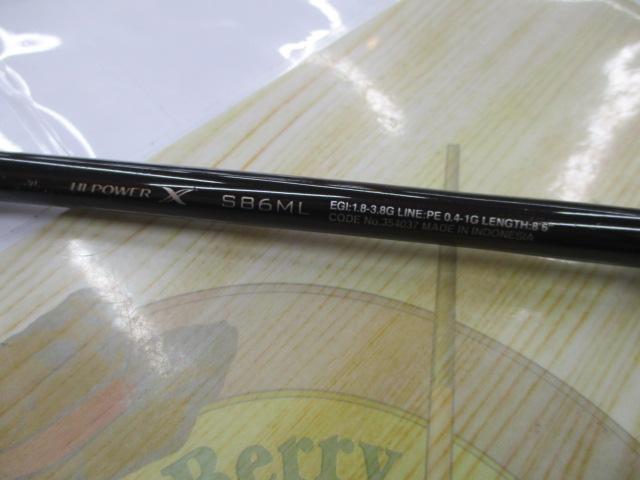 HI POWER X S86ML EGI:1.8-3.8G LINE:PE 0.4-1G LENGTH:8'6"
CODE No.354037 MADE IN INDONESIA
Berry